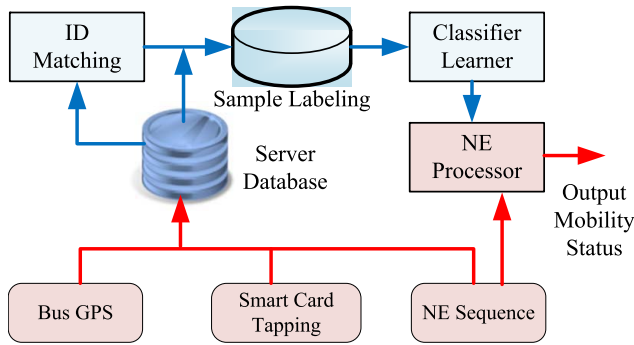 ID
Matching
Sample Labeling
Classifier
Learner
Server
Database
NE
Processor
Output
Mobility
Status
Bus GPS
Smart Card
Tapping
NE Sequence